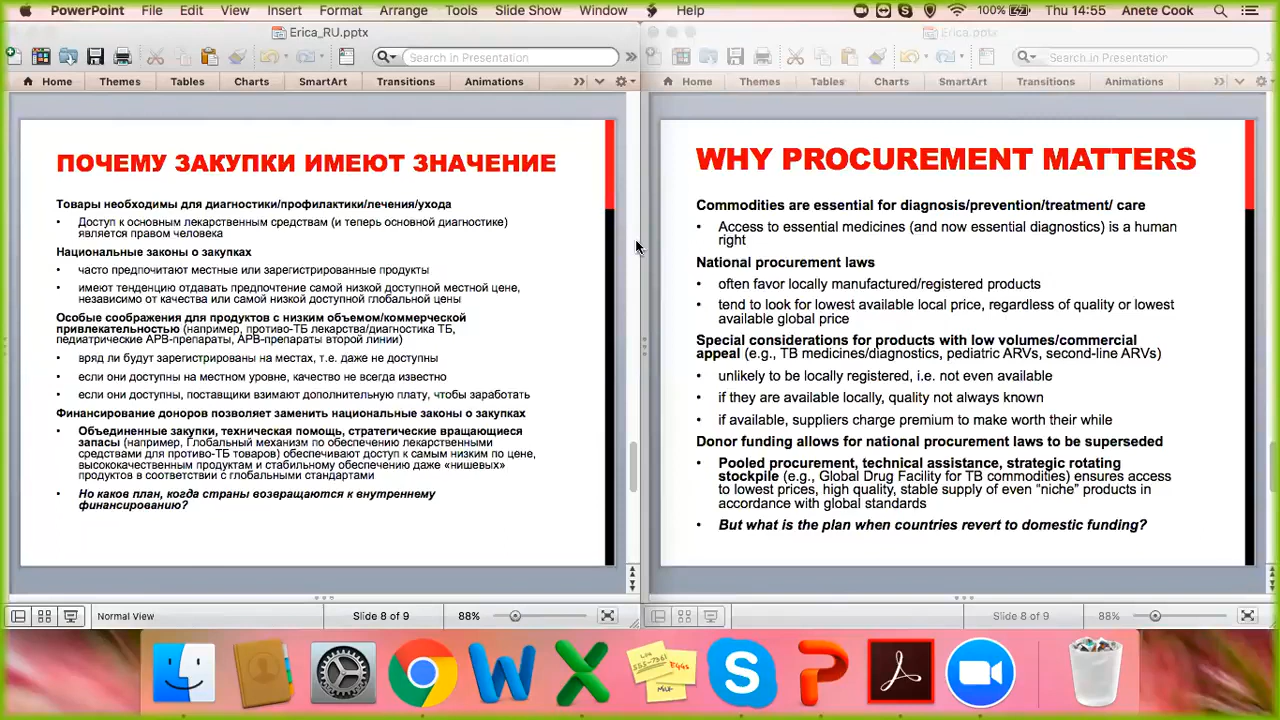 PowerPoint File Edit View Insert Format Arrange Tools Slide Show Window Help 100% Thu 14:55 Anete Cook
Erica_RU.pptx
Search in Presentation
Home Themes Tables Charts SmartArt Transitions Animations
ПОЧЕМУ ЗАКУПКИ ИМЕЮТ ЗНАЧЕНИЕ
Товары необходимы для диагностики/профилактики/лечения/ухода
• Доступ к основным лекарственным средствам (и теперь основной диагностике)
является правом человека
Национальные законы о закупках
• часто предпочитают местные или зарегистрированные продукты
• имеют тенденцию отдавать предпочтение самой низкой доступной местной цене,
независимо от качества или самой низкой доступной глобальной цены
Особые соображения для продуктов с низким объемом/коммерческой
привлекательностью (например, противо-ТБ лекарства/диагностика ТБ,
педиатрические АРВ-препараты, АРВ-препараты второй линии)
• вряд ли будут зарегистрированы на местах, т.е. даже не доступны
• если они доступны на местном уровне, качество не всегда известно
• если они доступны, поставщики взимают дополнительную плату, чтобы заработать
Финансирование доноров позволяет заменить национальные законы о закупках
• Объединенные закупки, техническая помощь, стратегические вращающиеся
запасы (например, Глобальный механизм по обеспечению лекарственными
средствами для противо-ТБ товаров) обеспечивают доступ к самым низким по цене,
высококачественным продуктам и стабильному обеспечению даже «нишевых»
продуктов в соответствии с глобальными стандартами
• Но каков план, когда страны возвращаются к внутреннему
финансированию?
Normal View Slide 8 of 9 88%
Erica.pptx
Search in Presentation
Home Themes Tables Charts SmartArt Transitions Animations
WHY PROCUREMENT MATTERS
Commodities are essential for diagnosis/prevention/treatment/ care
• Access to essential medicines (and now essential diagnostics) is a human
right
National procurement laws
• often favor locally manufactured/registered products
• tend to look for lowest available local price, regardless of quality or lowest
available global price
Special considerations for products with low volumes/commercial
appeal (e.g., TB medicines/diagnostics, pediatric ARVs, second-line ARVs)
• unlikely to be locally registered, i.e. not even available
• if they are available locally, quality not always known
• if available, suppliers charge premium to make worth their while
Donor funding allows for national procurement laws to be superseded
• Pooled procurement, technical assistance, strategic rotating
stockpile (e.g., Global Drug Facility for TB commodities) ensures access
to lowest prices, high quality, stable supply of even “niche” products in
accordance with global standards
• But what is the plan when countries revert to domestic funding?
Slide 8 of 9 88%